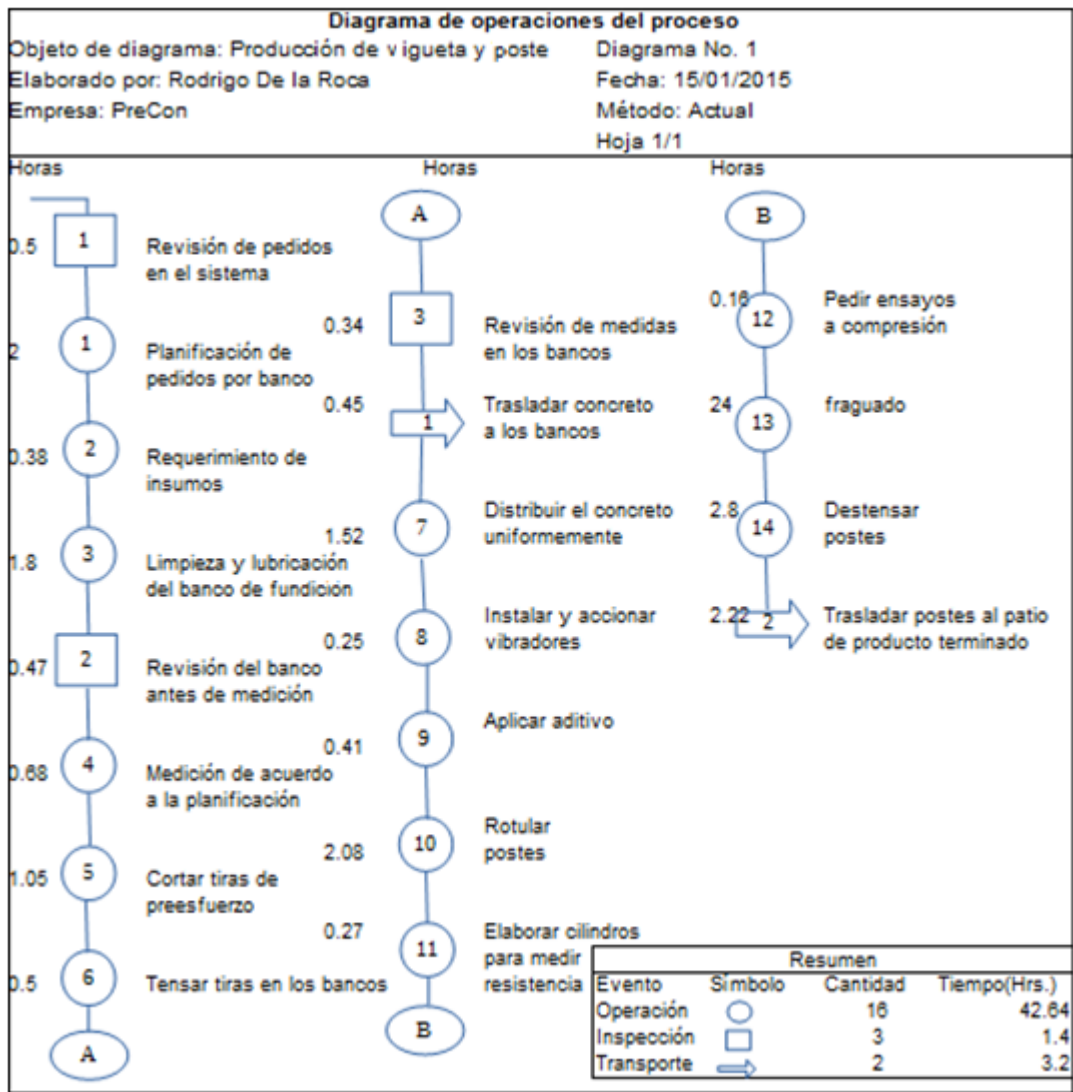 Diagrama de operaciones del proceso
Objeto de diagrama: Producción de vigueta y poste
Diagrama No. 1
Elaborado por: Rodrigo De la Roca
Fecha: 15/01/2015
Empresa: PreCon
Método: Actual
Hoja 1/1
Horas
0.5
1
Revisión de pedidos
en el sistema
2
1
Planificación de
pedidos por banco
0.38
2
Requerimiento de
insumos
1.8
3
Limpieza y lubricación
del banco de fundición
0.47
2
Revisión del banco
antes de medición
0.68
4
Medición de acuerdo
a la planificación
1.05
5
Cortar tiras de
preesfuerzo
0.5
6
Tensar tiras en los bancos
A
Horas
A
0.34
3
Revisión de medidas
en los bancos
0.45
1
Trasladar concreto
a los bancos
1.52
7
Distribuir el concreto
uniformemente
0.25
8
Instalar y accionar
vibradores
0.41
9
Aplicar aditivo
2.08
10
Rotular
postes
0.27
11
Elaborar cilindros
para medir
resistencia
B
Horas
B
0.16
12
Pedir ensayos
a compresión
24
13
fraguado
2.8
14
Destensar
postes
2.22
2
Trasladar postes al patio
de producto terminado
Resumen
Evento Símbolo Cantidad Tiempo(Hrs.)
Operación 16 42.64
Inspección 3 1.4
Transporte 2 3.2